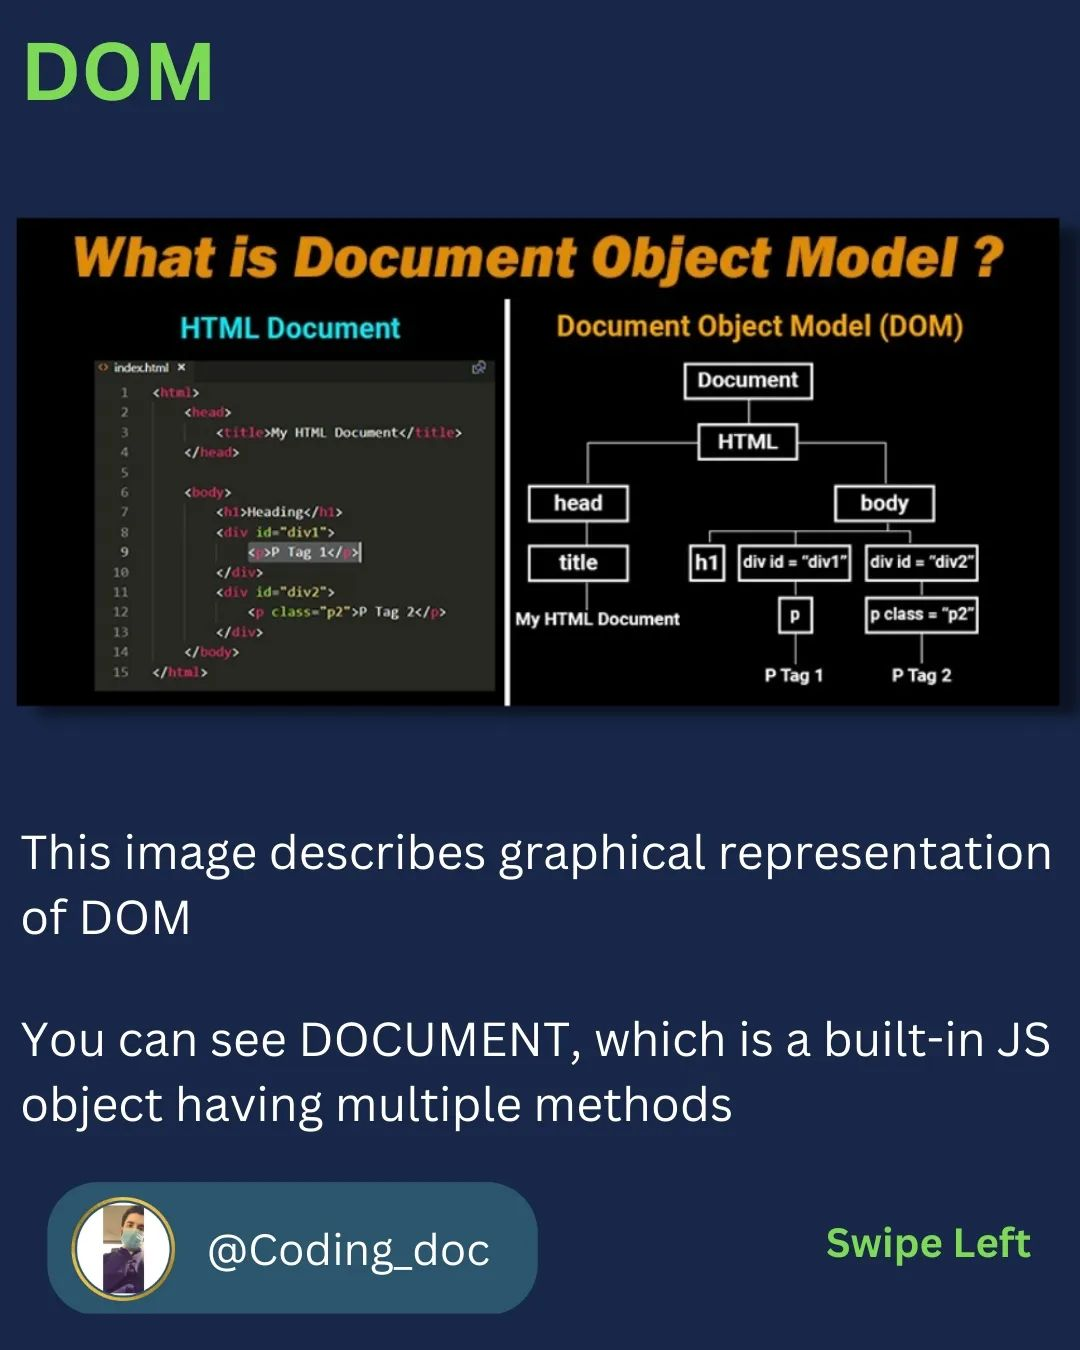 DOM
What is Document Object Model ?
HTML Document
index.html ×
1 <html>
2 <head>
3 <title>My HTML Document</title>
4 </head>
5
6 <body>
7 <h1>Heading</h1>
8 <div id="div1">
9 <p>P Tag 1</p>
10 </div>
11 <div id="div2">
12 <p class="p2">P Tag 2</p>
13 </div>
14 </body>
15 </html>
Document Object Model (DOM)
Document
HTML
head body
title h1 div id = “div1” div id = “div2”
My HTML Document p p class = “p2”
P Tag 1 P Tag 2
This image describes graphical representation
of DOM
You can see DOCUMENT, which is a built-in JS
object having multiple methods
@Coding_doc
Swipe Left